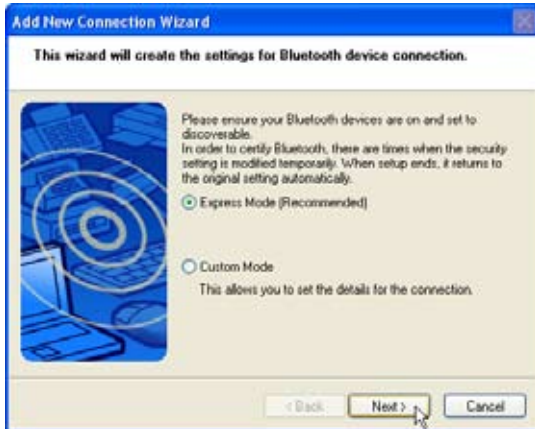 Add New Connection Wizard
This wizard will create the settings for Bluetooth device connection.
Please ensure your Bluetooth devices are on and set to
discoverable.
In order to certify Bluetooth, there are times when the security
setting is modified temporarily. When setup ends, it returns to
the original setting automatically.
Express Mode (Recommended)
Custom Mode
This allows you to set the details for the connection.
< Back Next > Cancel